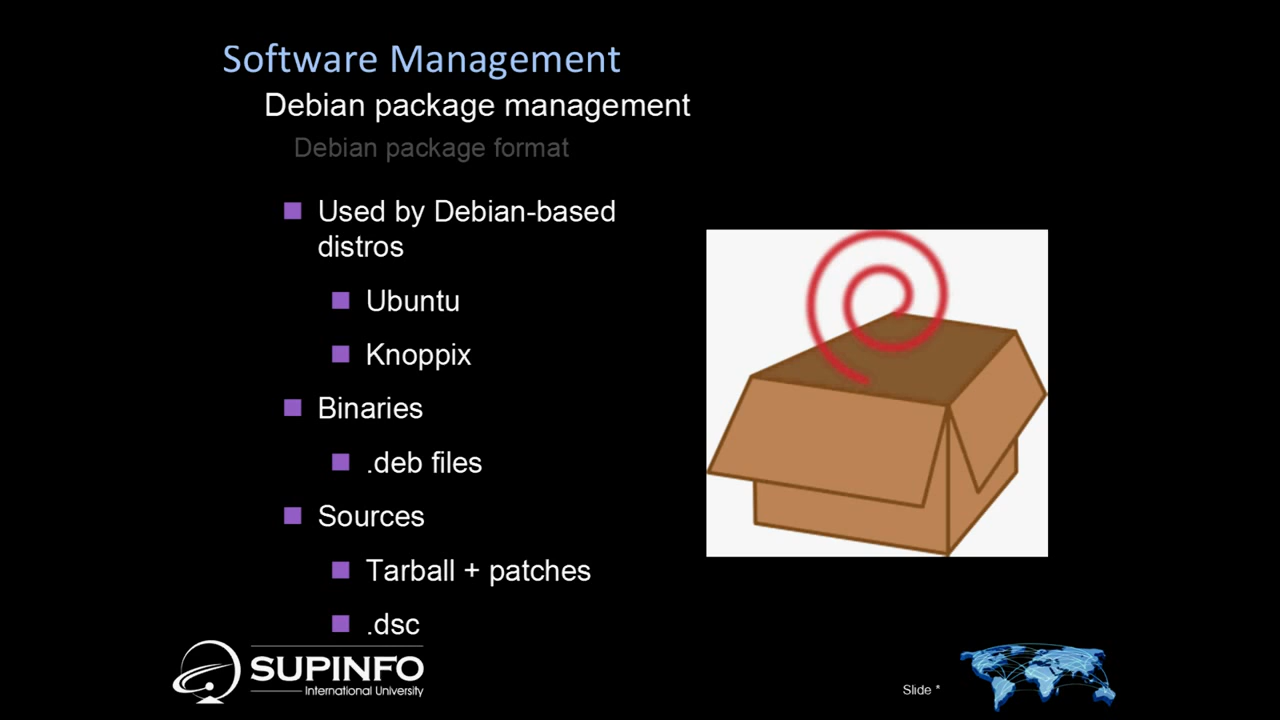 Software Management
Debian package management
Debian package format
Used by Debian-based
distros
Ubuntu
Knoppix
Binaries
.deb files
Sources
Tarball + patches
.dsc
SUPINFO
International University
Slide *